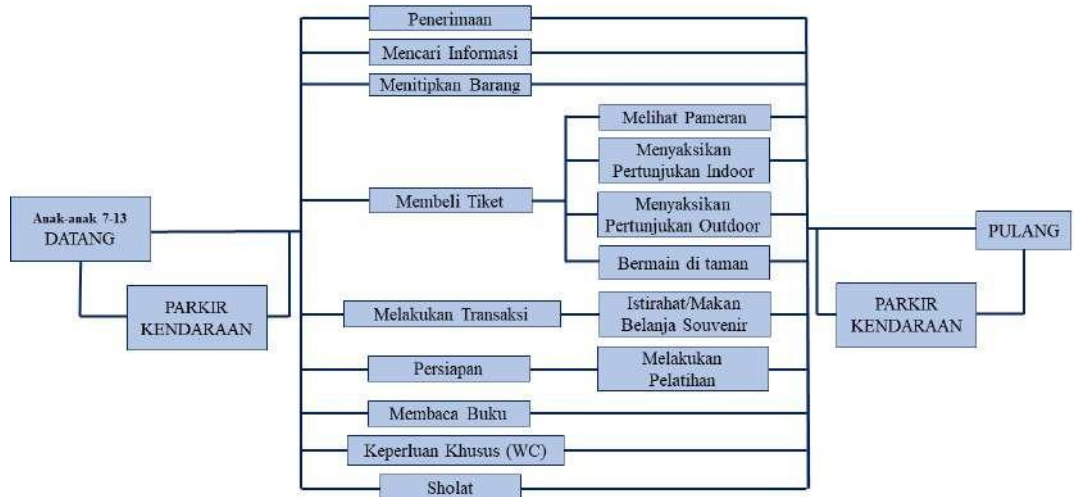 Penerimaan
Mencari Informasi
Menitipkan Barang
Melihat Pameran
Menyaksikan
Pertunjukan Indoor
Membeli Tiket
Menyaksikan
Pertunjukan Outdoor
Bermain di taman
Anak-anak 7-13
DATANG
PARKIR
KENDARAAN
Melakukan Transaksi
Istirahat/Makan
Belanja Souvenir
Persiapan
Melakukan
Pelatihan
Membaca Buku
Keperluan Khusus (WC)
Sholat
PULANG
PARKIR
KENDARAAN